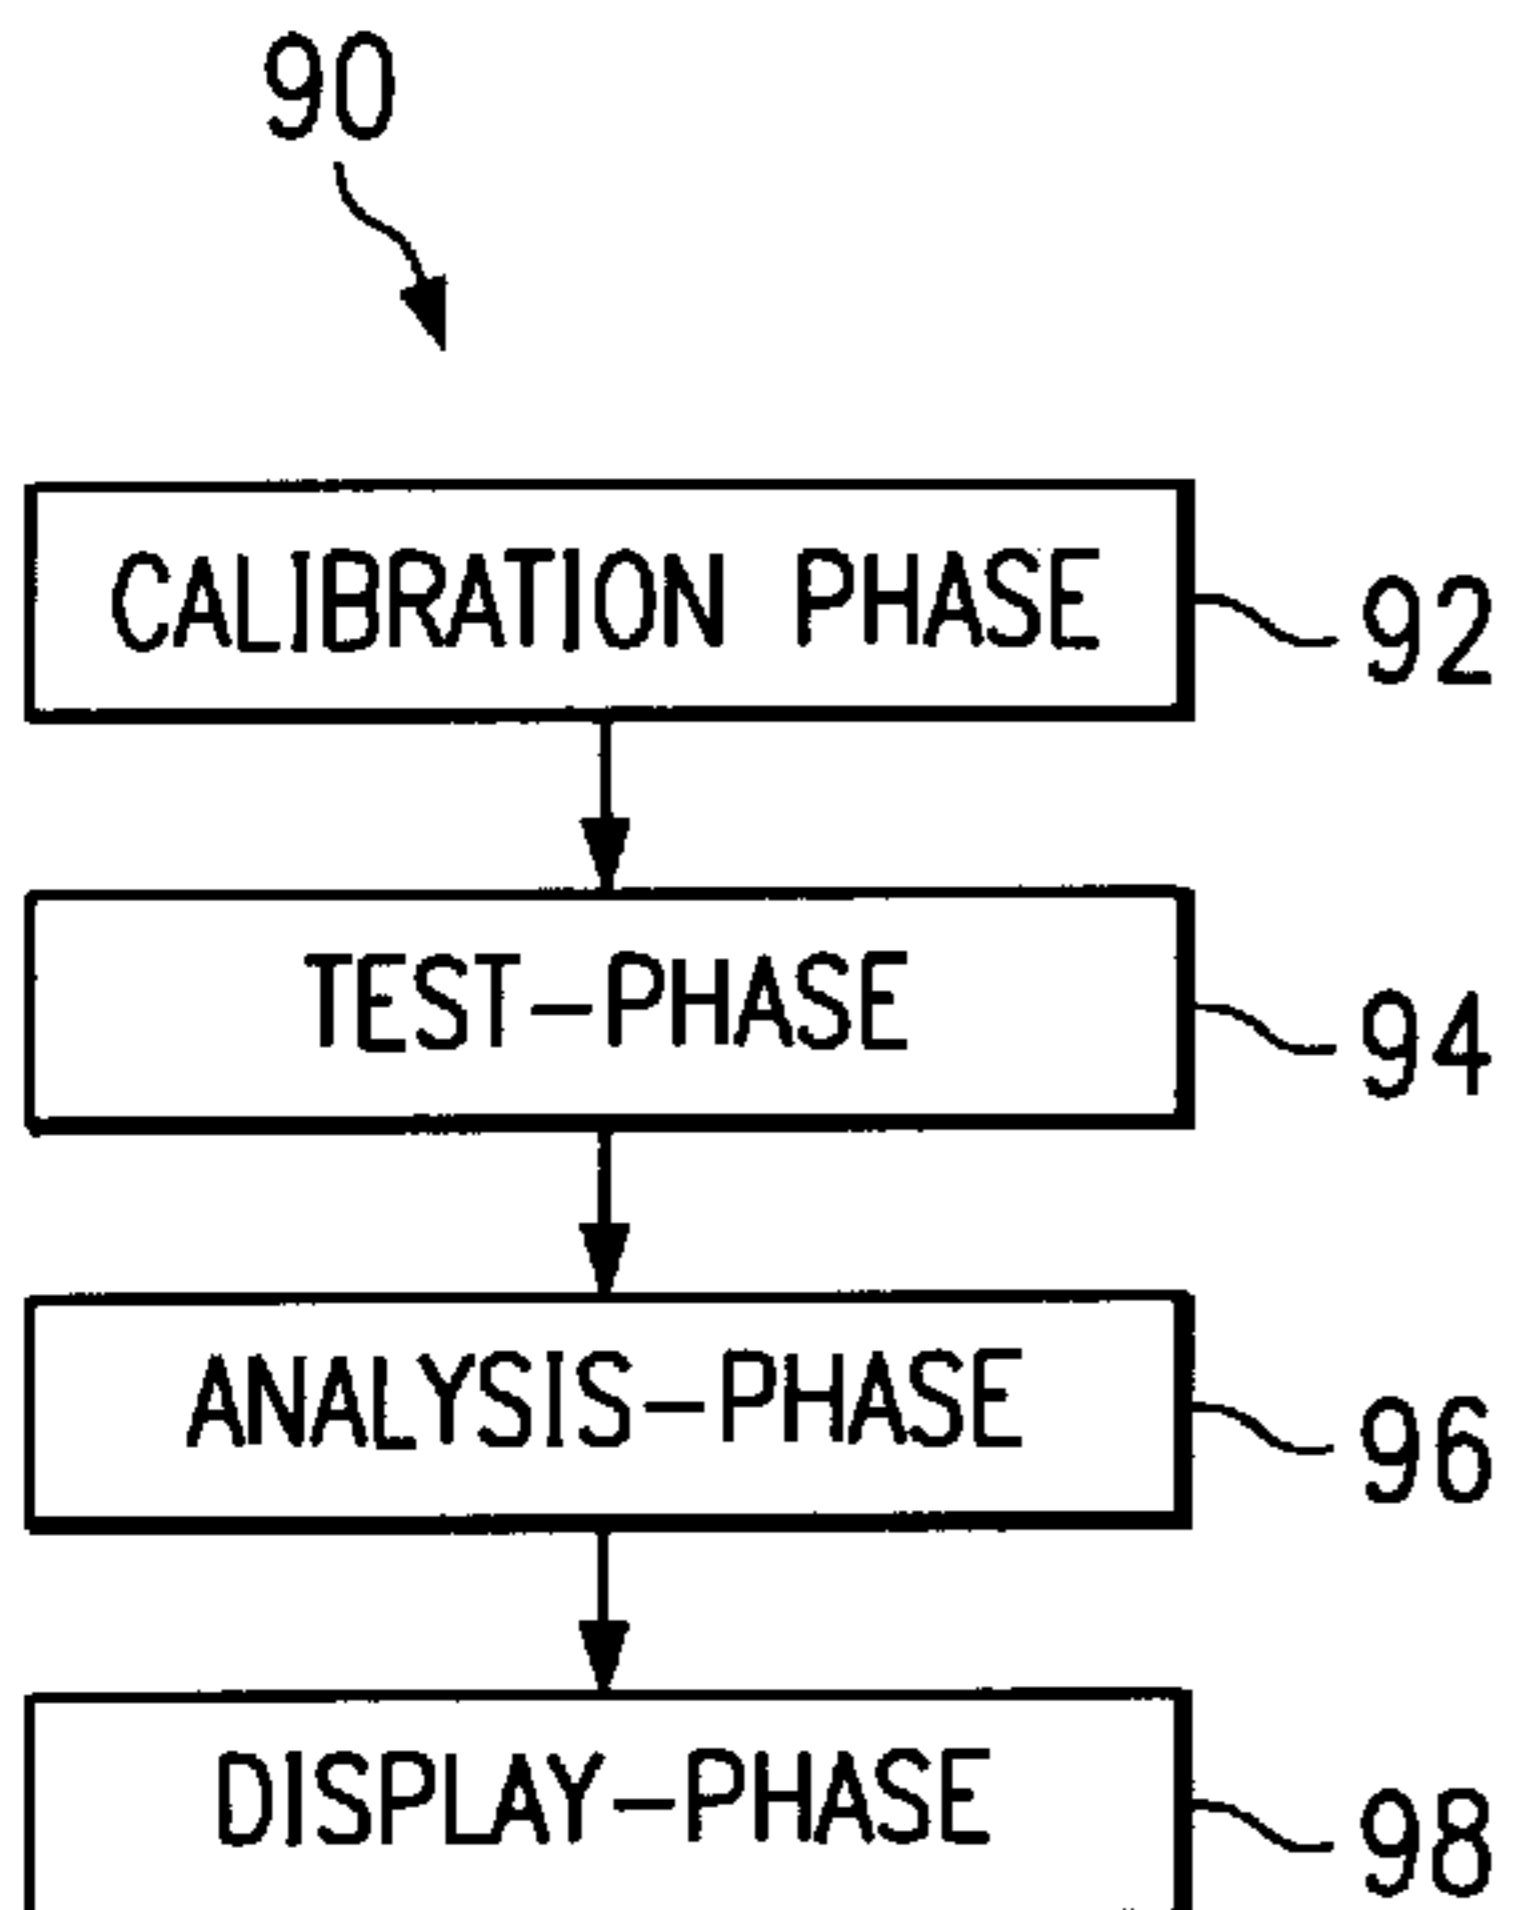 90
CALIBRATION PHASE
92
TEST-PHASE
94
ANALYSIS-PHASE
96
DISPLAY-PHASE
98